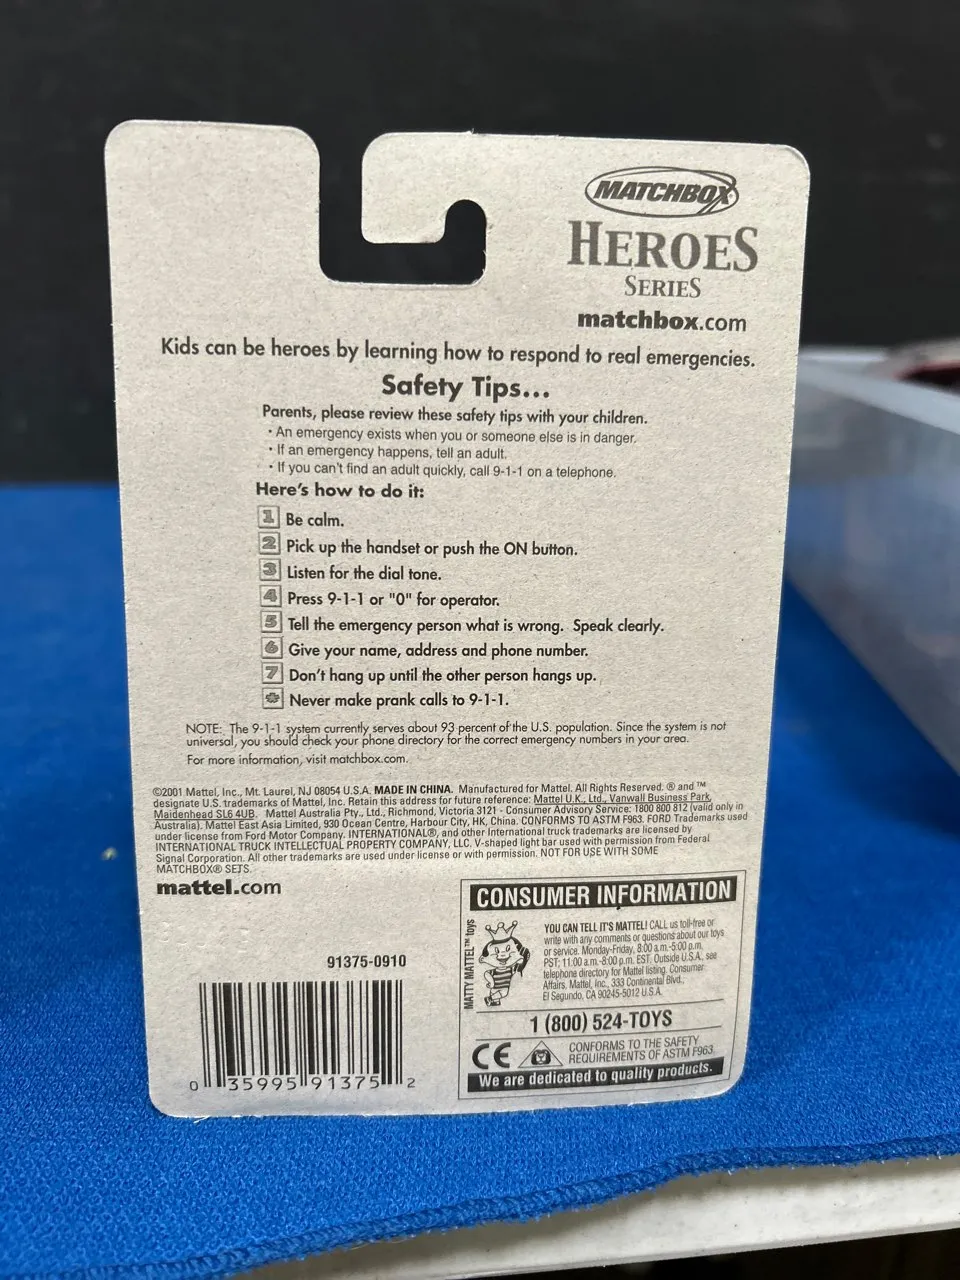 MATCHBOX
HEROES
SERIES
matchbox.com
Kids can be heroes by learning how to respond to real emergencies.
Safety Tips...
Parents, please review these safety tips with your children.
• An emergency exists when you or someone else is in danger.
• If an emergency happens, tell an adult.
• If you can't find an adult quickly, call 9-1-1 on a telephone.
Here's how to do it:
1 Be calm.
2 Pick up the handset or push the ON button.
3 Listen for the dial tone.
4 Press 9-1-1 or "0" for operator.
5 Tell the emergency person what is wrong. Speak clearly.
6 Give your name, address and phone number.
7 Don't hang up until the other person hangs up.
# Never make prank calls to 9-1-1.
NOTE: The 9-1-1 system currently serves about 93 percent of the U.S. population. Since the system is not
universal, you should check your phone directory for the correct emergency numbers in your area.
For more information, visit matchbox.com.
©2001 Mattel, Inc., Mt. Laurel, NJ 08054 U.S.A. MADE IN CHINA. Manufactured for Mattel. All Rights Reserved. ® and ™
designate U.S. trademarks of Mattel, Inc. Retain this address for future reference: Mattel U.K., Ltd., Vanwall Business Park,
Maidenhead SL6 4UB. Mattel Australia Pty., Ltd., Richmond, Victoria 3121 - Consumer Advisory Service: 1800 800 812 (valid only in
Australia). Mattel East Asia Limited, 930 Ocean Centre, Harbour City, HK, China. CONFORMS TO ASTM F963. FORD Trademarks used
under license from Ford Motor Company. INTERNATIONAL®, and other International truck trademarks are licensed by
INTERNATIONAL TRUCK INTELLECTUAL PROPERTY COMPANY, LLC. V-shaped light bar used with permission from Federal
Signal Corporation. All other trademarks are used under license or with permission. NOT FOR USE WITH SOME
MATCHBOX® SETS.
mattel.com
91375-0910
0 35995 91375 2
CONSUMER INFORMATION
MATTY MATTEL™ toys
YOU CAN TELL IT'S MATTEL! CALL us toll-free or
write with any comments or questions about our toys
or service. Monday-Friday, 8:00 a.m.-5:00 p.m.
PST; 11:00 a.m.-8:00 p.m. EST. Outside U.S.A., see
telephone directory for Mattel listing. Consumer
Affairs, Mattel, Inc., 333 Continental Blvd.,
El Segundo, CA 90245-5012 U.S.A.
1 (800) 524-TOYS
CE
CONFORMS TO THE SAFETY
REQUIREMENTS OF ASTM F963.
We are dedicated to quality products.